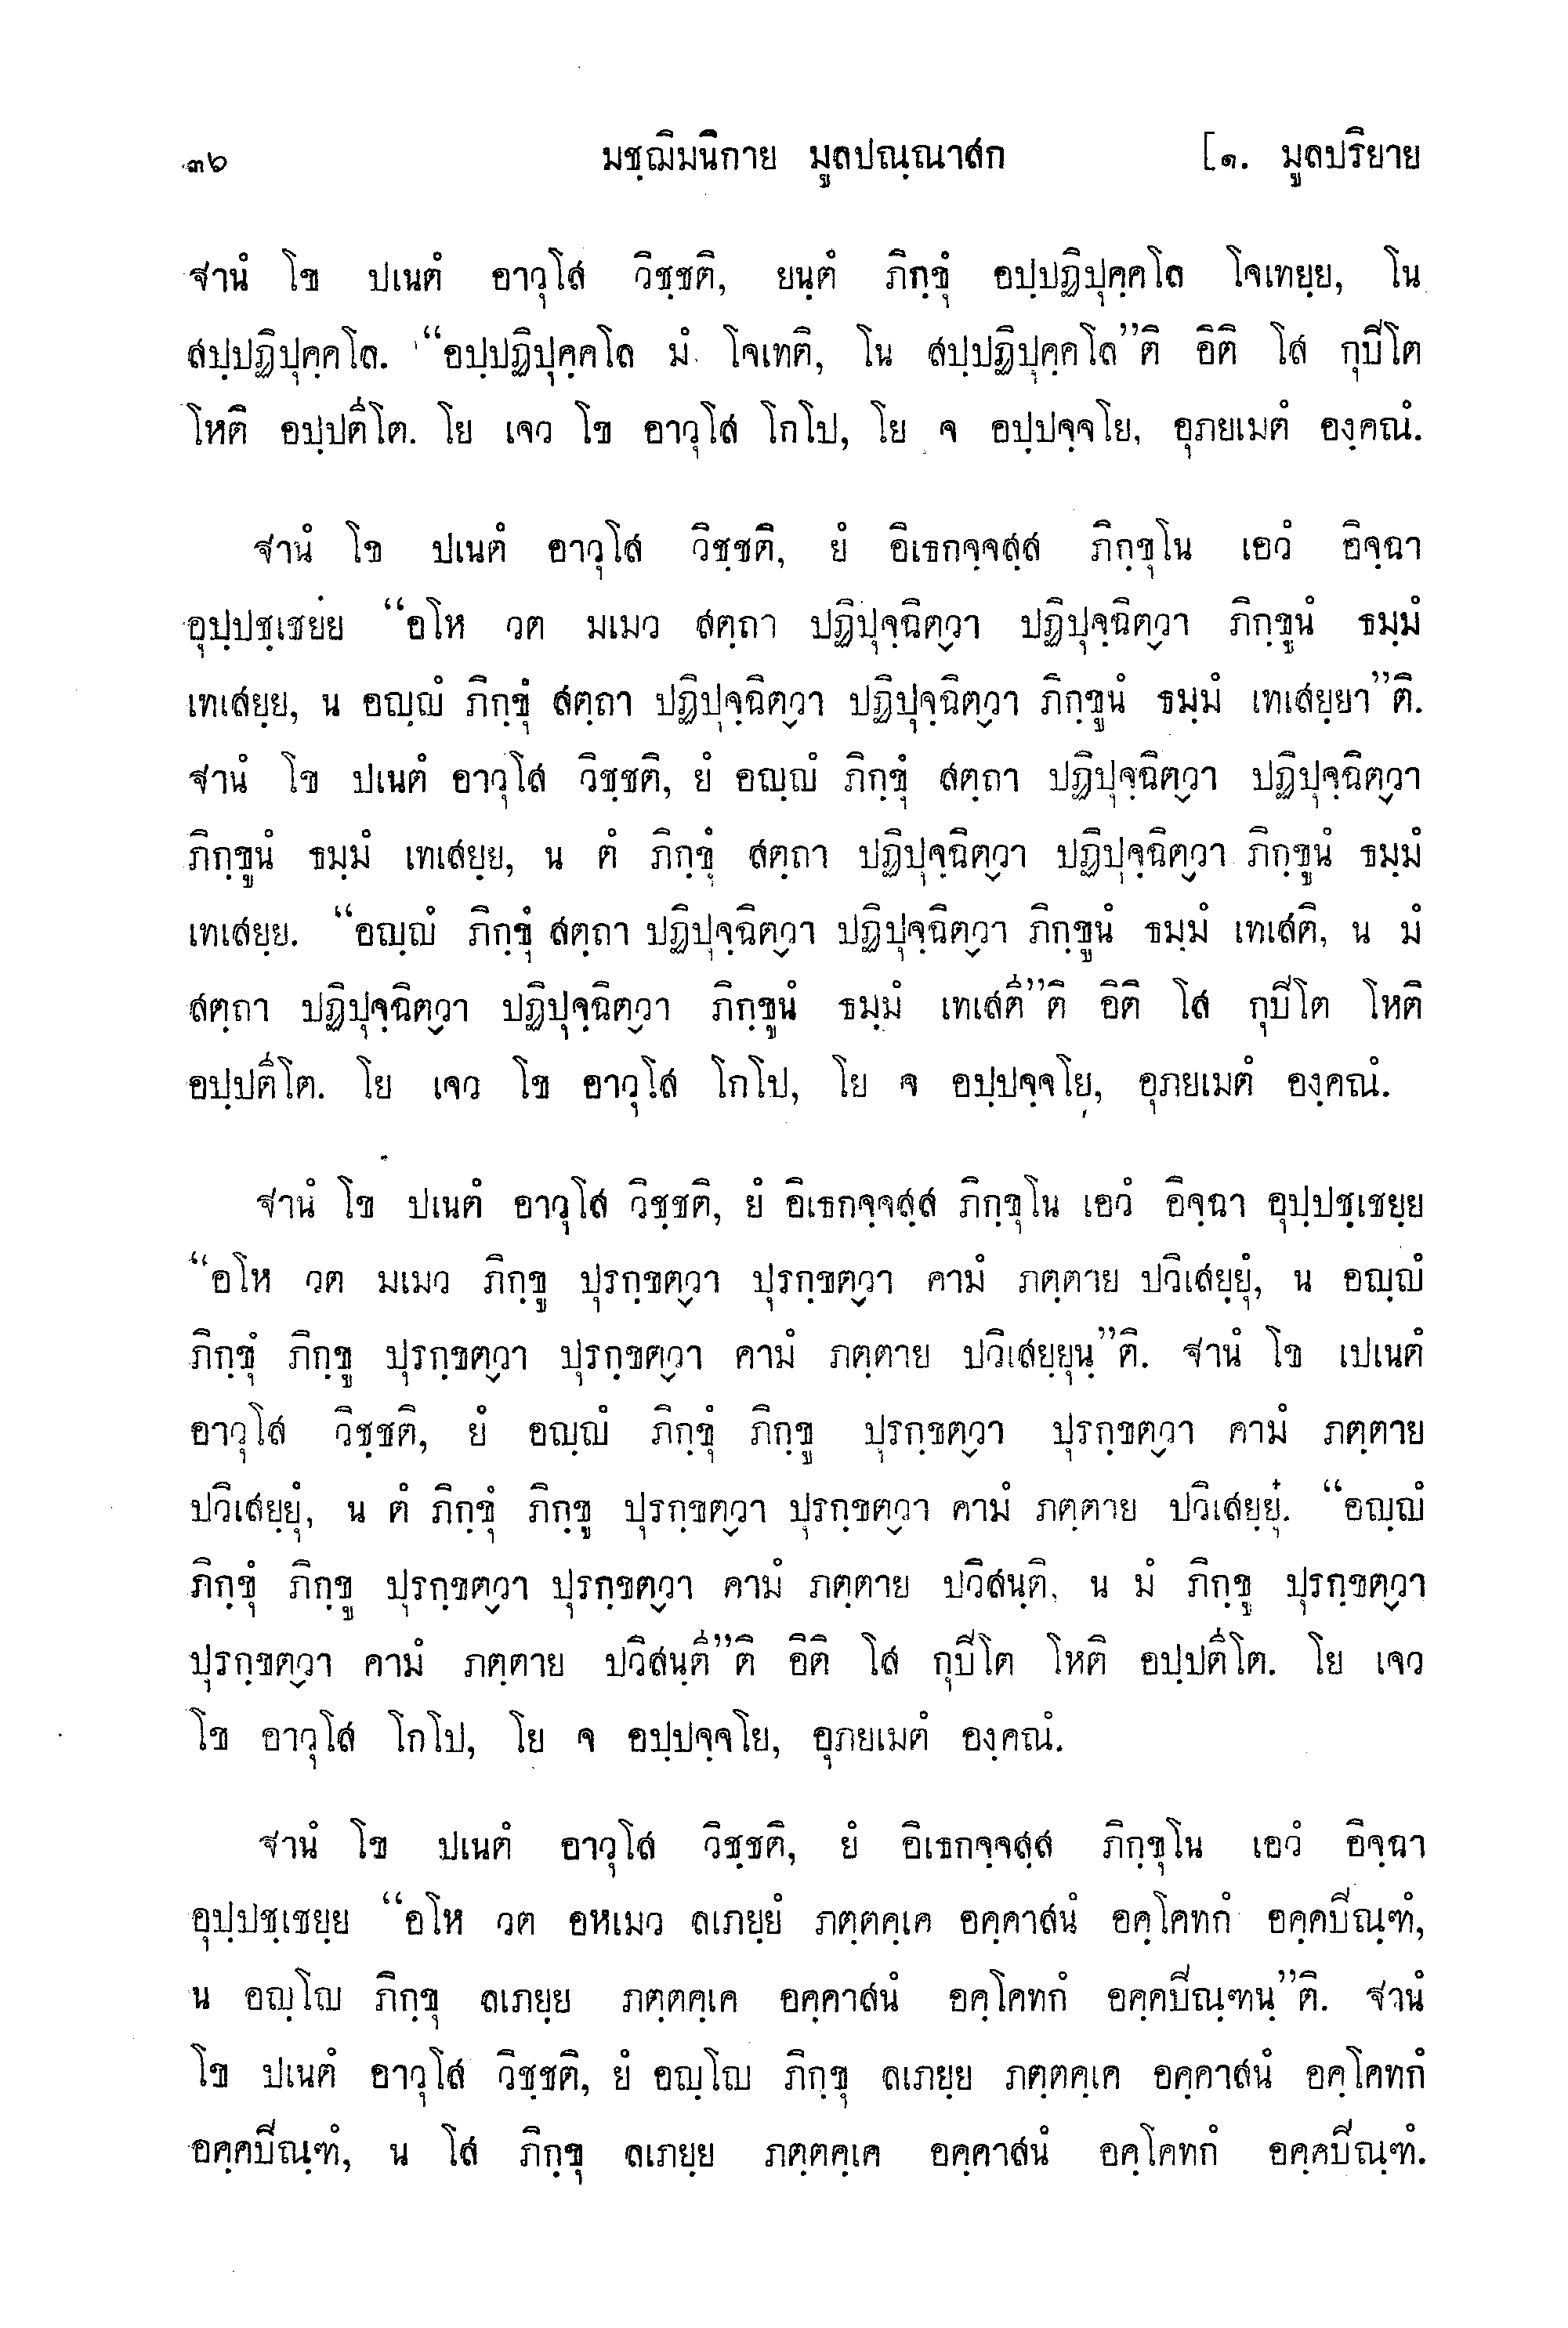 ๓๖ มชฺฌิมนิกาย มูลปณฺณาสก [๑. มูลปริยาย
ฐานํ โข ปเนตํ อาวุโส วิชฺชติ, ยนฺตํ ภิกฺขุํ อปฺปฏิปุคฺคโล โจเทยฺย, โน
สปฺปฏิปุคฺคโล. “อปฺปฏิปุคฺคโล มํ โจเทติ, โน สปฺปฏิปุคฺคโล”ติ อิติ โส กุปิโต
โหติ อปฺปตีโต. โย เจว โข อาวุโส โกโป, โย จ อปฺปจฺจโย, อุภยเมตํ องฺคณํ.
ฐานํ โข ปเนตํ อาวุโส วิชฺชติ, ยํ อิเธกจฺจสฺส ภิกฺขุโน เอวํ อิจฺฉา
อุปฺปชฺเชยฺย “อโห วต มเมว สตฺถา ปฏิปุจฺฉิตฺวา ปฏิปุจฺฉิตฺวา ภิกฺขูนํ ธมฺมํ
เทเสยฺย, น อญฺญํ ภิกฺขุํ สตฺถา ปฏิปุจฺฉิตฺวา ปฏิปุจฺฉิตฺวา ภิกฺขูนํ ธมฺมํ เทเสยฺยา”ติ.
ฐานํ โข ปเนตํ อาวุโส วิชฺชติ, ยํ อญฺญํ ภิกฺขุํ สตฺถา ปฏิปุจฺฉิตฺวา ปฏิปุจฺฉิตฺวา
ภิกฺขูนํ ธมฺมํ เทเสยฺย, น ตํ ภิกฺขุํ สตฺถา ปฏิปุจฺฉิตฺวา ปฏิปุจฺฉิตฺวา ภิกฺขูนํ ธมฺมํ
เทเสยฺย. “อญฺญํ ภิกฺขุํ สตฺถา ปฏิปุจฺฉิตฺวา ปฏิปุจฺฉิตฺวา ภิกฺขูนํ ธมฺมํ เทเสติ, น มํ
สตฺถา ปฏิปุจฺฉิตฺวา ปฏิปุจฺฉิตฺวา ภิกฺขูนํ ธมฺมํ เทเสตี”ติ อิติ โส กุปิโต โหติ
อปฺปตีโต. โย เจว โข อาวุโส โกโป, โย จ อปฺปจฺจโย, อุภยเมตํ องฺคณํ.
ฐานํ โข ปเนตํ อาวุโส วิชฺชติ, ยํ อิเธกจฺจสฺส ภิกฺขุโน เอวํ อิจฺฉา อุปฺปชฺเชยฺย
“อโห วต มเมว ภิกฺขู ปุรกฺขตฺวา ปุรกฺขตฺวา คามํ ภตฺตาย ปวิเสยฺยุํ, น อญฺญํ
ภิกฺขุํ ภิกฺขู ปุรกฺขตฺวา ปุรกฺขตฺวา คามํ ภตฺตาย ปวิเสยฺยุนฺ”ติ. ฐานํ โข เปเนตํ
อาวุโส วิชฺชติ, ยํ อญฺญํ ภิกฺขุํ ภิกฺขู ปุรกฺขตฺวา ปุรกฺขตฺวา คามํ ภตฺตาย
ปวิเสยฺยุํ, น ตํ ภิกฺขุํ ภิกฺขู ปุรกฺขตฺวา ปุรกฺขตฺวา คามํ ภตฺตาย ปวิเสยฺยุํ. “อญฺญํ
ภิกฺขุํ ภิกฺขู ปุรกฺขตฺวา ปุรกฺขตฺวา คามํ ภตฺตาย ปวิสนฺติ, น มํ ภิกฺขู ปุรกฺขตฺวา
ปุรกฺขตฺวา คามํ ภตฺตาย ปวิสนฺตี”ติ อิติ โส กุปิโต โหติ อปฺปตีโต. โย เจว
โข อาวุโส โกโป, โย จ อปฺปจฺจโย, อุภยเมตํ องฺคณํ.
ฐานํ โข ปเนตํ อาวุโส วิชฺชติ, ยํ อิเธกจฺจสฺส ภิกฺขุโน เอวํ อิจฺฉา
อุปฺปชฺเชยฺย “อโห วต อหเมว ลเภยฺยํ ภตฺตคฺเค อคฺคาสนํ อคฺโคทกํ อคฺคปิณฺฑํ,
น อญฺโญ ภิกฺขุ ลเภยฺย ภตฺตคฺเค อคฺคาสนํ อคฺโคทกํ อคฺคปิณฺฑนฺ”ติ. ฐานํ
โข ปเนตํ อาวุโส วิชฺชติ, ยํ อญฺโญ ภิกฺขุ ลเภยฺย ภตฺตคฺเค อคฺคาสนํ อคฺโคทกํ
อคฺคปิณฺฑํ, น โส ภิกฺขุ ลเภยฺย ภตฺตคฺเค อคฺคาสนํ อคฺโคทกํ อคฺคปิณฺฑํ.